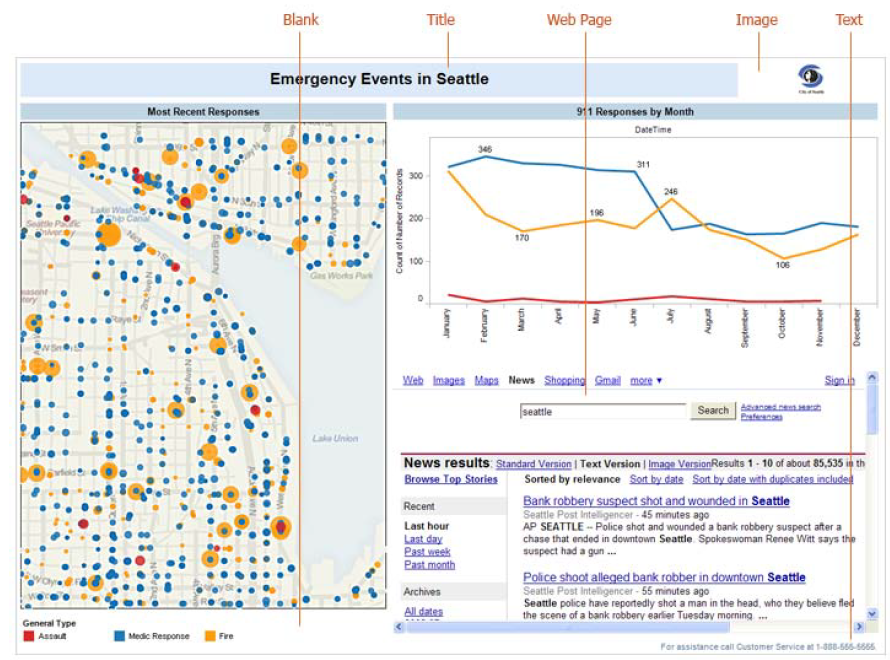 Blank Title Web Page Image Text
Emergency Events in Seattle
City of Seattle
Most Recent Responses
Lake Wash
Ship Canal
Seattle Pacific
Aurora Brg
Gas Works Park
Lake Union
General Type
Assault Medic Response Fire
911 Responses by Month
DateTime
Count of Number of Records
300
200
100
0
346
311
246
196
170
106
January February March April May June July August September October November December
Web Images Maps News Shopping Gmail more ▼ Sign in
seattle Search Advanced news search
Preferences
News results: Standard Version | Text Version | Image Version Results 1 - 10 of about 85,535 in th
Browse Top Stories Sorted by relevance Sort by date Sort by date with duplicates included
Recent
Last hour
Last day
Past week
Past month
Archives
All dates
Bank robbery suspect shot and wounded in Seattle
Seattle Post Intelligencer - 45 minutes ago
AP SEATTLE -- Police shot and wounded a bank robbery suspect after a
chase that ended in downtown Seattle. Spokeswoman Renee Witt says the
suspect had a gun ...
Police shoot alleged bank robber in downtown Seattle
Seattle Post Intelligencer - 55 minutes ago
Seattle police have reportedly shot a man in the head, who they believe fled
the scene of a bank robbery earlier Tuesday morning. ...
For assistance call Customer Service at 1-888-555-5555.